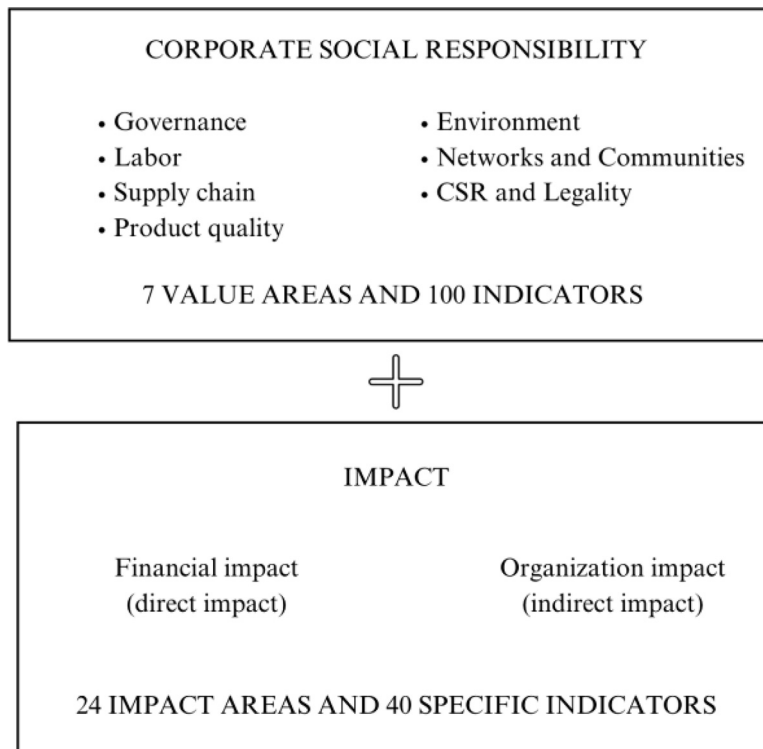 CORPORATE SOCIAL RESPONSIBILITY
• Governance
• Labor
• Supply chain
• Product quality
• Environment
• Networks and Communities
• CSR and Legality
7 VALUE AREAS AND 100 INDICATORS
IMPACT
Financial impact
(direct impact)
Organization impact
(indirect impact)
24 IMPACT AREAS AND 40 SPECIFIC INDICATORS